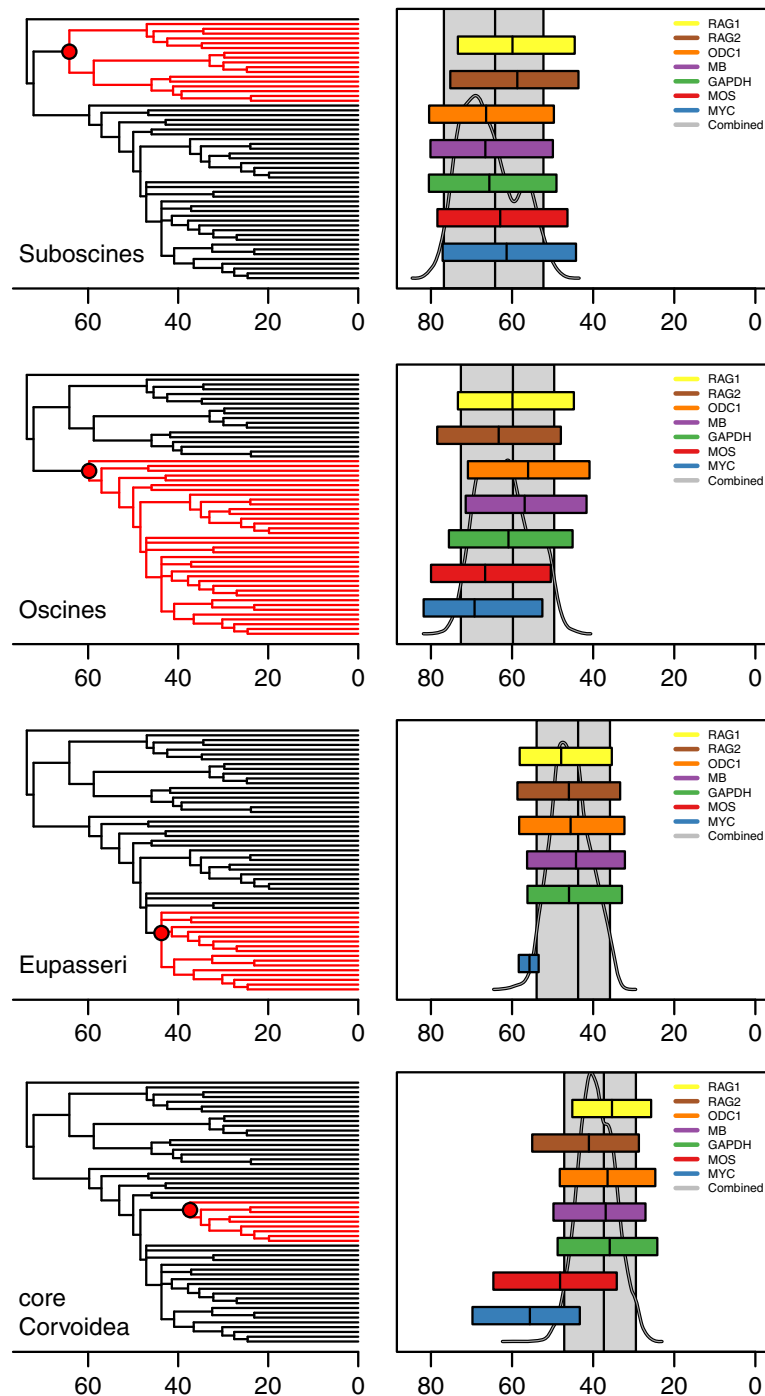 RAG1
RAG2
ODC1
MB
GAPDH
MOS
MYC
Combined
Suboscines
60 40 20 0
80 60 40 20 0
RAG1
RAG2
ODC1
MB
GAPDH
MOS
MYC
Combined
Oscines
60 40 20 0
80 60 40 20 0
RAG1
RAG2
ODC1
MB
GAPDH
MOS
MYC
Combined
Eupasseri
60 40 20 0
80 60 40 20 0
RAG1
RAG2
ODC1
MB
GAPDH
MOS
MYC
Combined
core
Corvoidea
60 40 20 0
80 60 40 20 0